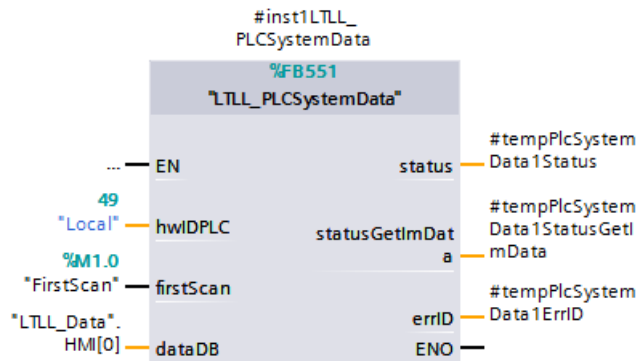 #inst1LTLL_
PLCSystemData
%FB551
"LTLL_PLCSystemData"
... EN
status
#tempPlcSystem
Data1Status
49
"Local"
hwIDPLC
statusGetImDat
a
#tempPlcSystem
Data1StatusGetI
mData
%M1.0
"FirstScan"
firstScan
errID
#tempPlcSystem
Data1ErrID
"LTLL_Data".
HMI[0]
dataDB
ENO